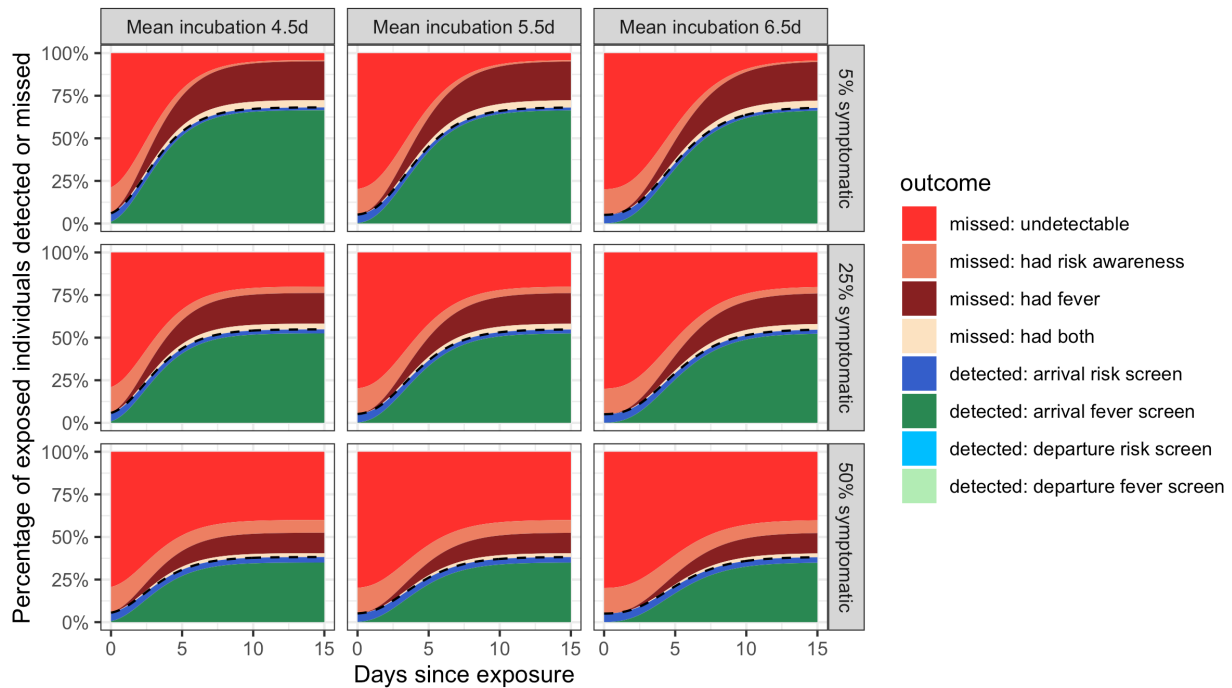 Mean incubation 4.5d
Mean incubation 5.5d
Mean incubation 6.5d
Percentage of exposed individuals detected or missed
100%
75%
50%
25%
0%
5% symptomatic
100%
75%
50%
25%
0%
25% symptomatic
100%
75%
50%
25%
0%
50% symptomatic
0 5 10 15
0 5 10 15
0 5 10 15
Days since exposure
outcome
missed: undetectable
missed: had risk awareness
missed: had fever
missed: had both
detected: arrival risk screen
detected: arrival fever screen
detected: departure risk screen
detected: departure fever screen